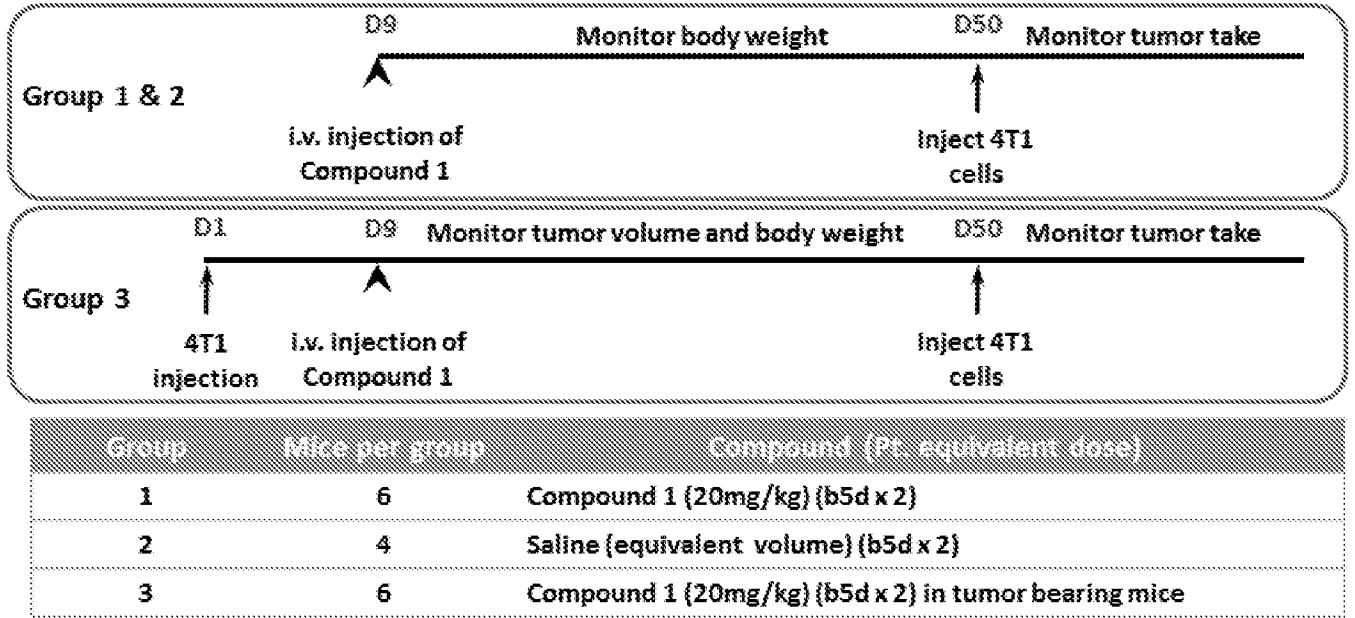 D9 Monitor body weight D50 Monitor tumor take
Group 1 & 2
i.v. injection of
Compound 1
Inject 4T1
cells
D1 D9 Monitor tumor volume and body weight D50 Monitor tumor take
Group 3
4T1
injection
i.v. injection of
Compound 1
Inject 4T1
cells
Group Mice per group Compound (Pt. equivalent dose)
1 6 Compound 1 (20mg/kg) (b5d x 2)
2 4 Saline (equivalent volume) (b5d x 2)
3 6 Compound 1 (20mg/kg) (b5d x 2) in tumor bearing mice